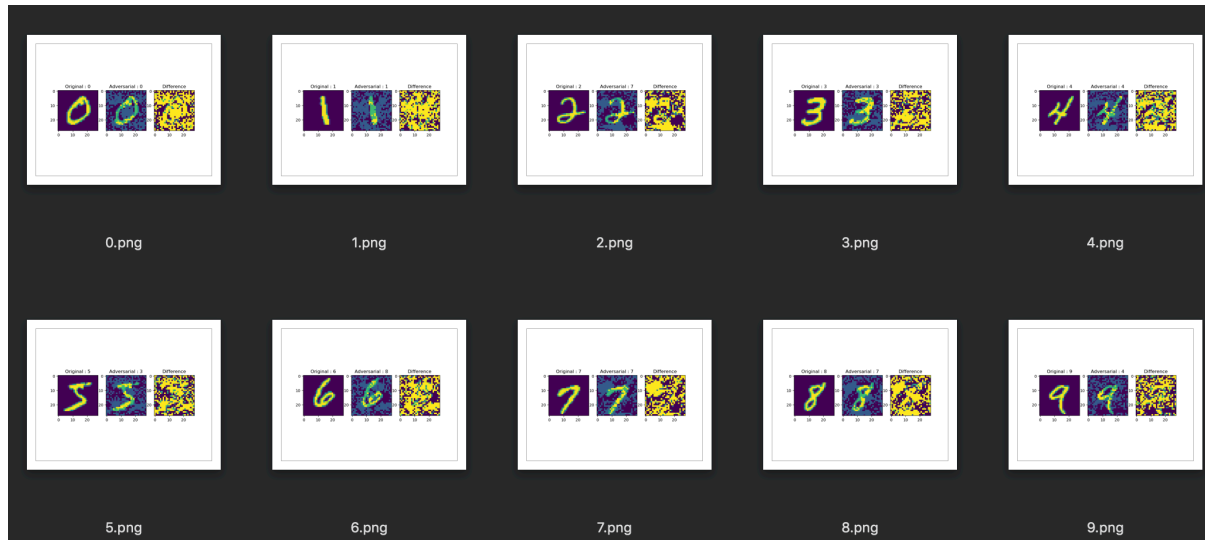 Original : 0 Adversarial : 0 Difference
Original : 1 Adversarial : 1 Difference
Original : 2 Adversarial : 7 Difference
Original : 3 Adversarial : 3 Difference
Original : 4 Adversarial : 4 Difference
0.png
1.png
2.png
3.png
4.png
Original : 5 Adversarial : 3 Difference
Original : 6 Adversarial : 8 Difference
Original : 7 Adversarial : 7 Difference
Original : 8 Adversarial : 7 Difference
Original : 9 Adversarial : 4 Difference
5.png
6.png
7.png
8.png
9.png